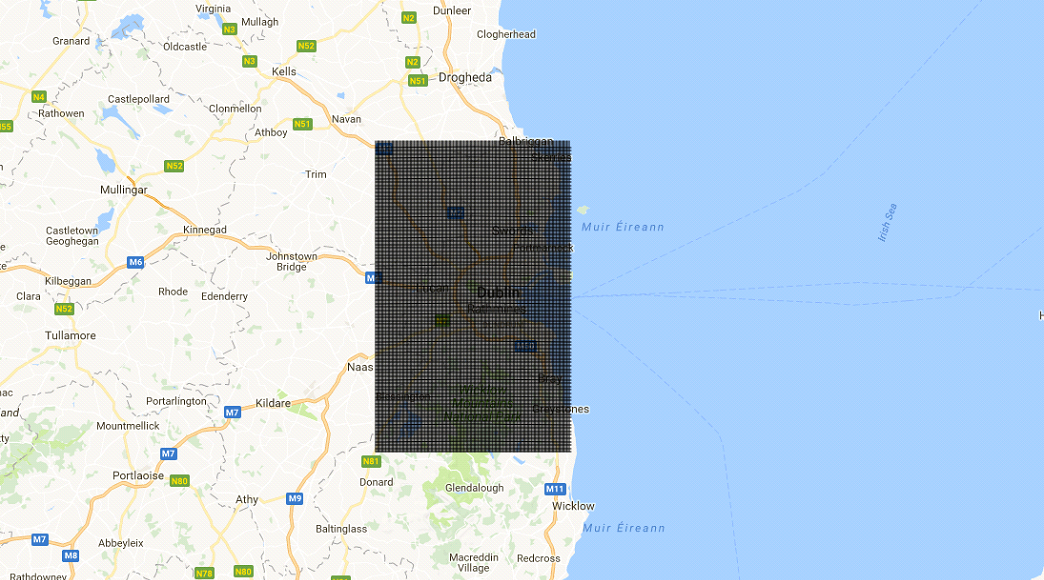 Virginia
Mullagh
N2
Dunleer
N3
Clogherhead
Granard
Oldcastle
N52
N3
Kells
N2
Drogheda
N51
N4
Castlepollard
Rathowen
Clonmellon
Navan
N55
Athboy
N51
Balbriggan
Skerries
N52
Trim
Mullingar
M2
Castletown
Geoghegan
Kinnegad
Swords
Muir Éireann
Irish Sea
Portmarnock
M6
Johnstown
Bridge
Kilbeggan
M4
Clara
Rhode
Edenderry
Lucan
Dublin
N52
Rathmines
Tullamore
M50
Naas
Bray
Portarlington
Kildare
Blessington
Wicklow
Mountains
National Park
M7
Greystones
Mountmellick
M7
N81
Portlaoise
N80
Donard
Glendalough
M11
Athy
M9
Wicklow
Baltinglass
Muir Éireann
M7
Abbeyleix
M8
Macreddin
Village
Redcross
Rathdowney
N78
N80